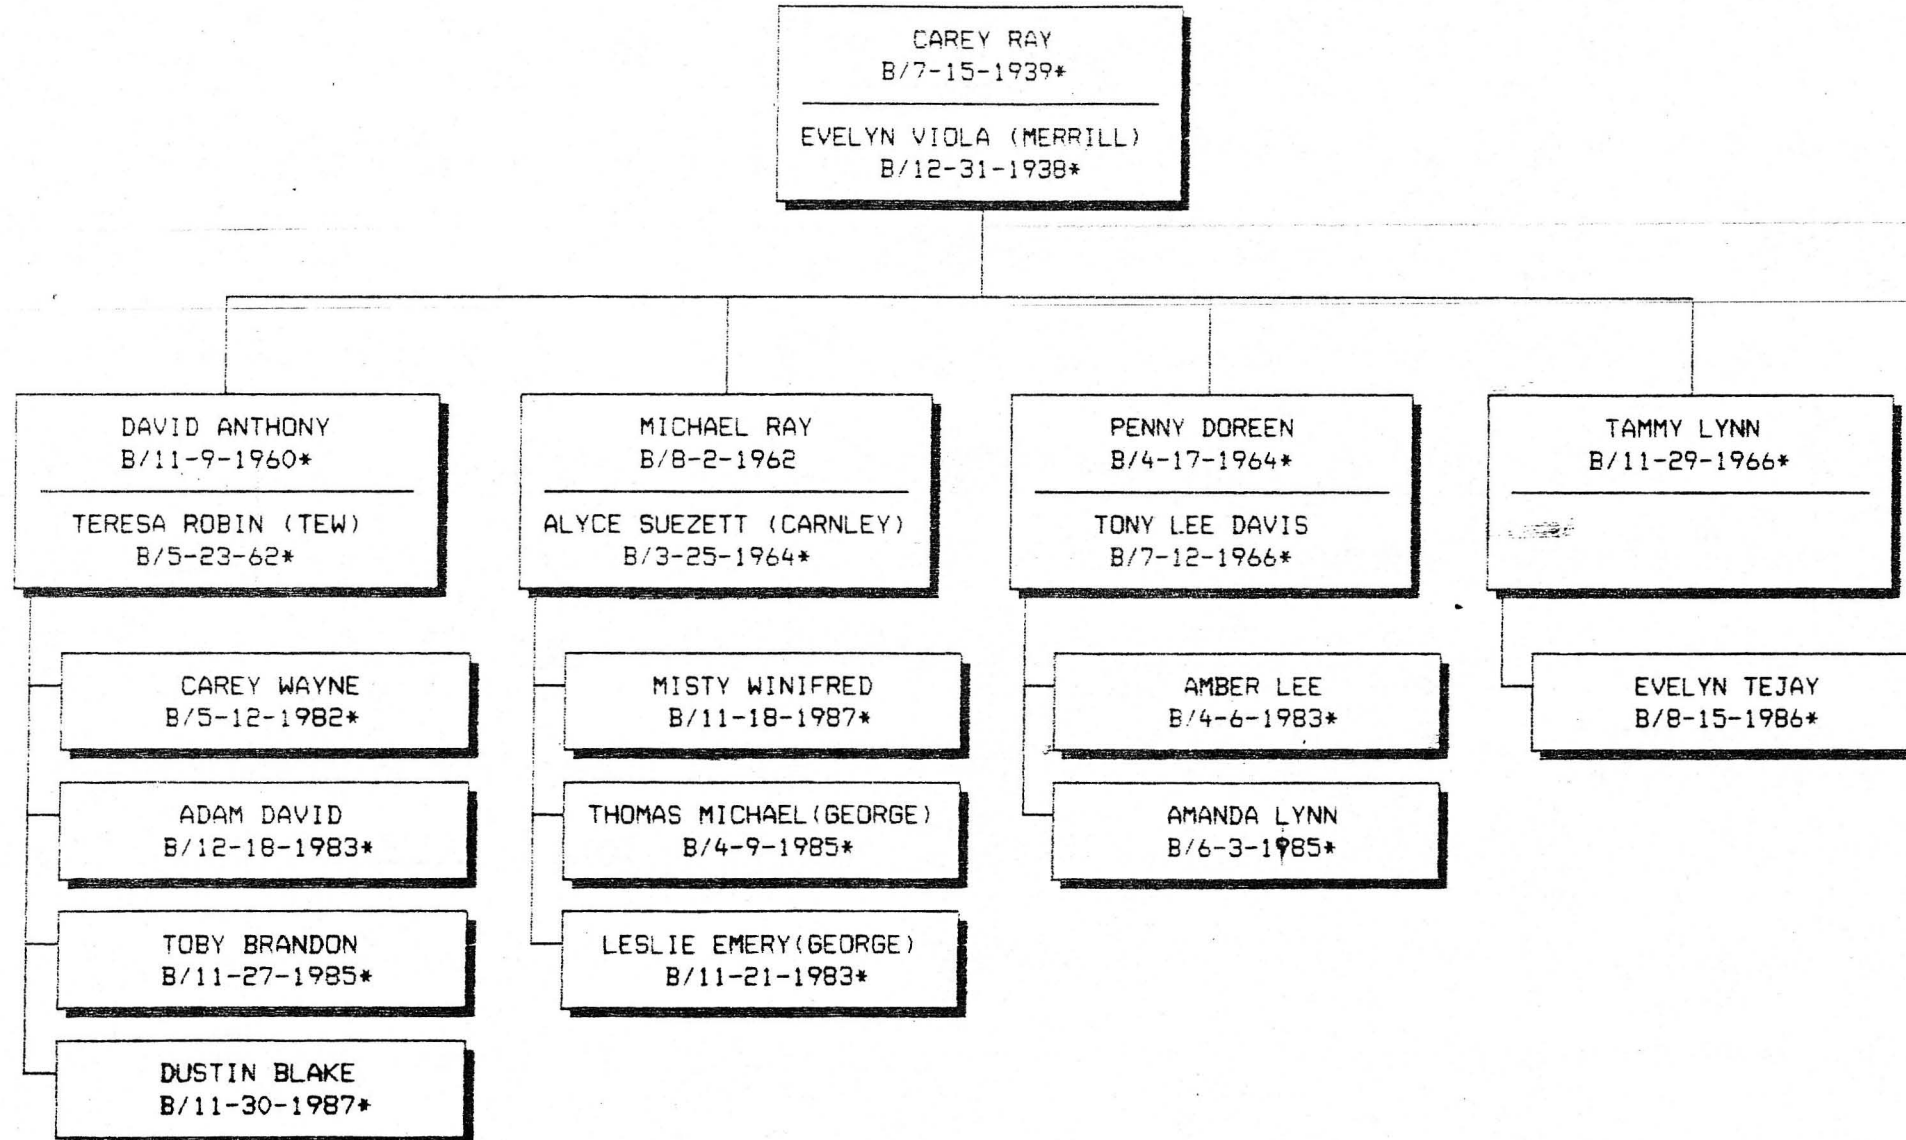 CAREY RAY
B/7-15-1939*
EVELYN VIOLA (MERRILL)
B/12-31-1938*
DAVID ANTHONY
B/11-9-1960*
TERESA ROBIN (TEW)
B/5-23-62*
MICHAEL RAY
B/8-2-1962
ALYCE SUEZETT (CARNLEY)
B/3-25-1964*
PENNY DOREEN
B/4-17-1964*
TONY LEE DAVIS
B/7-12-1966*
TAMMY LYNN
B/11-29-1966*
CAREY WAYNE
B/5-12-1982*
ADAM DAVID
B/12-18-1983*
TOBY BRANDON
B/11-27-1985*
DUSTIN BLAKE
B/11-30-1987*
MISTY WINIFRED
B/11-18-1987*
THOMAS MICHAEL(GEORGE)
B/4-9-1985*
LESLIE EMERY(GEORGE)
B/11-21-1983*
AMBER LEE
B/4-6-1983*
AMANDA LYNN
B/6-3-1985*
EVELYN TEJAY
B/8-15-1986*